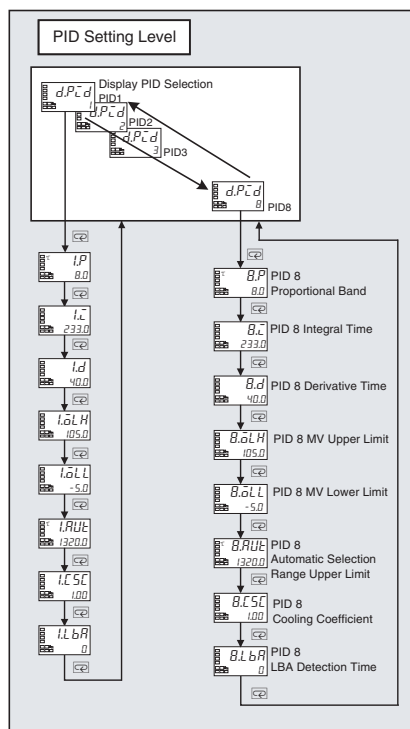 PID Setting Level
Display PID Selection
d.Pid
1
PID1
d.Pid
2
PID2
d.Pid
3
PID3
d.Pid
8
PID8
°C 1.P
8.0
1.i
233.0
1.d
40.0
1.oLH
105.0
1.oLL
-5.0
°C 1.AUt
1320.0
1.CSC
1.00
1.LbA
0
°C 8.P
8.0
PID 8
Proportional Band
8.i
233.0
PID 8 Integral Time
8.d
40.0
PID 8 Derivative Time
8.oLH
105.0
PID 8 MV Upper Limit
8.oLL
-5.0
PID 8 MV Lower Limit
°C 8.AUt
1320.0
PID 8
Automatic Selection
Range Upper Limit
8.CSC
1.00
PID 8
Cooling Coefficient
8.LbA
0
PID 8
LBA Detection Time